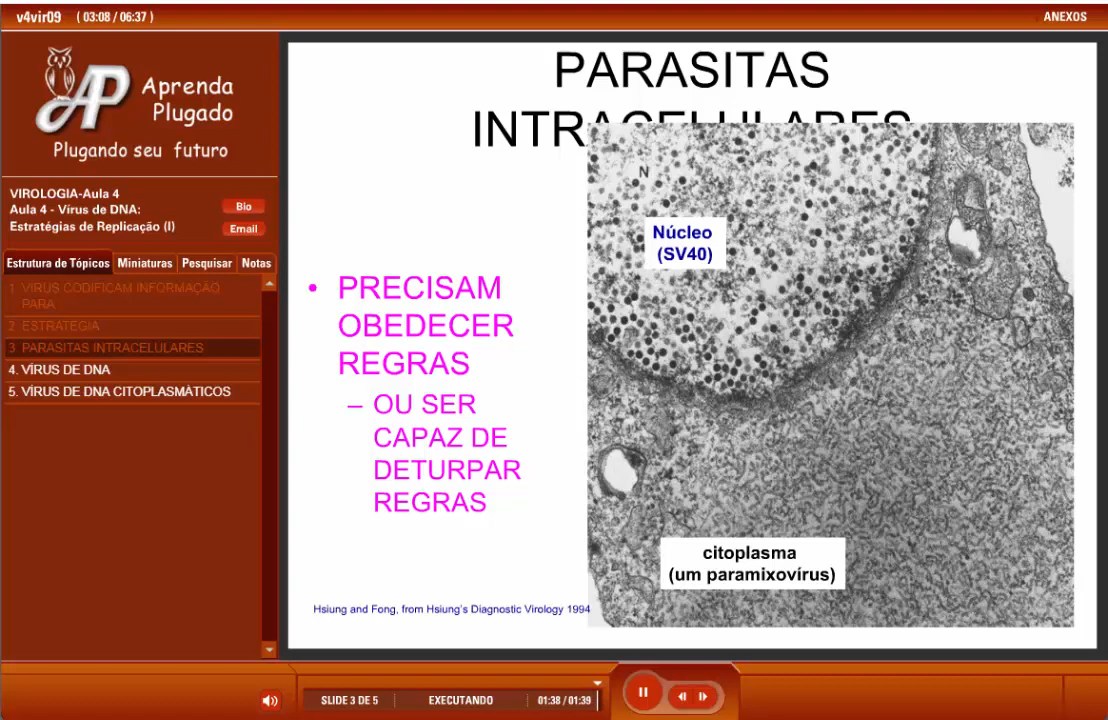 v4vir09 ( 03:08 / 06:37 )
ANEXOS
AP
Aprenda
Plugado
Plugando seu futuro
VIROLOGIA-Aula 4
Aula 4 - Vírus de DNA:
Estratégias de Replicação (I)
Bio
Email
Estrutura de Tópicos Miniaturas Pesquisar Notas
1 VIRUS CODIFICAM INFORMAÇÃO
PARA
2 ESTRATEGIA
3 PARASITAS INTRACELULARES
4. VÍRUS DE DNA
5. VÍRUS DE DNA CITOPLASMÀTICOS
PARASITAS
INTRACELULARES
N
Núcleo
(SV40)
• PRECISAM
OBEDECER
REGRAS
– OU SER
CAPAZ DE
DETURPAR
REGRAS
citoplasma
(um paramixovírus)
Hsiung and Fong, from Hsiung's Diagnostic Virology 1994
SLIDE 3 DE 5
EXECUTANDO
01:38 / 01:39